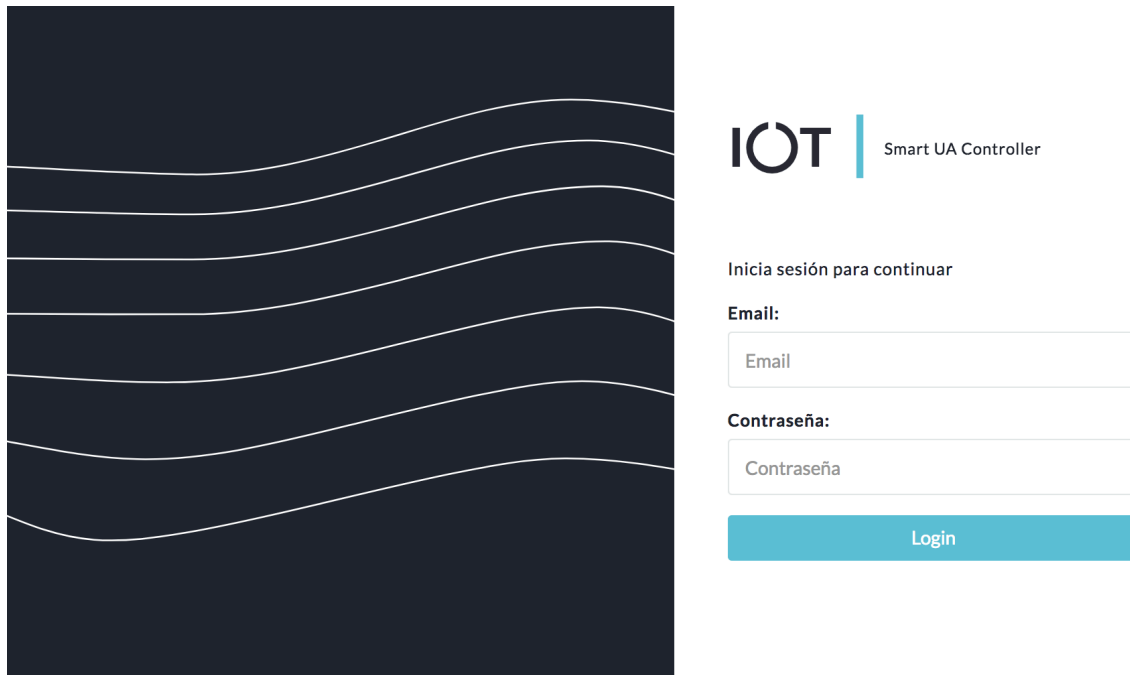 IOT
Smart UA Controller
Inicia sesión para continuar
Email:
Email
Contraseña:
Contraseña
Login